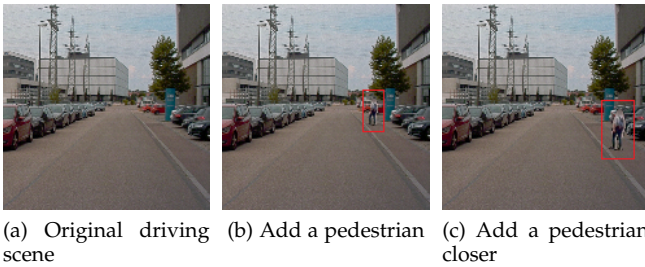 (a) Original driving
scene
(b) Add a pedestrian
(c) Add a pedestrian
closer